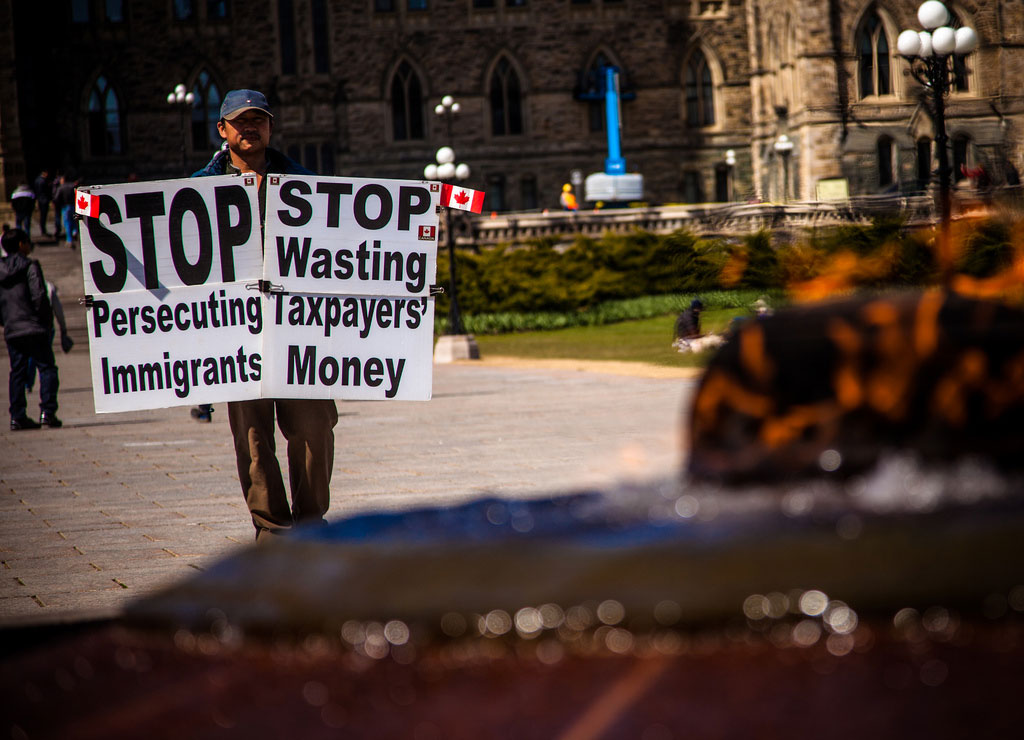 STOP
Persecuting
Immigrants
STOP
Wasting
Taxpayers'
Money